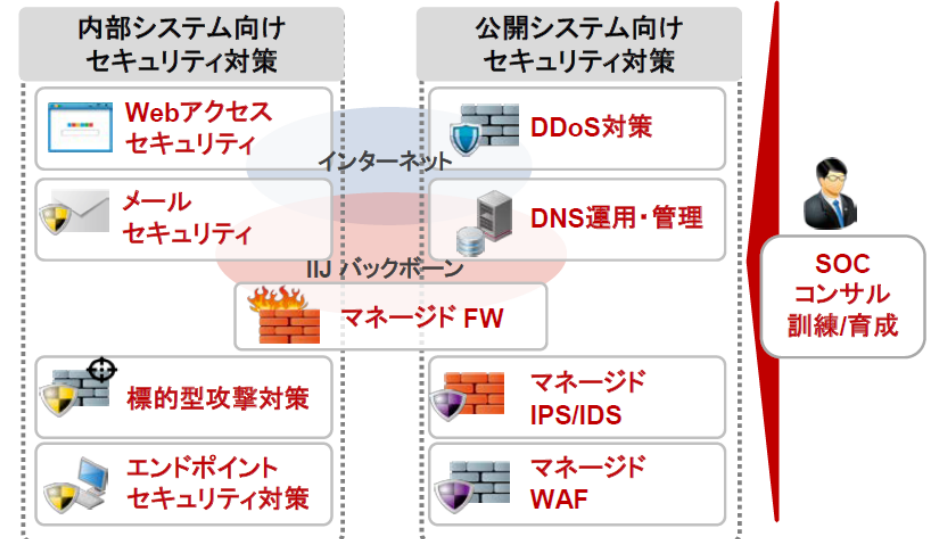 内部システム向け
セキュリティ対策
公開システム向け
セキュリティ対策
Webアクセス
セキュリティ
DDoS対策
インターネット
メール
セキュリティ
DNS運用・管理
IIJ バックボーン
マネージド FW
標的型攻撃対策
マネージド
IPS/IDS
エンドポイント
セキュリティ対策
マネージド
WAF
SOC
コンサル
訓練/育成